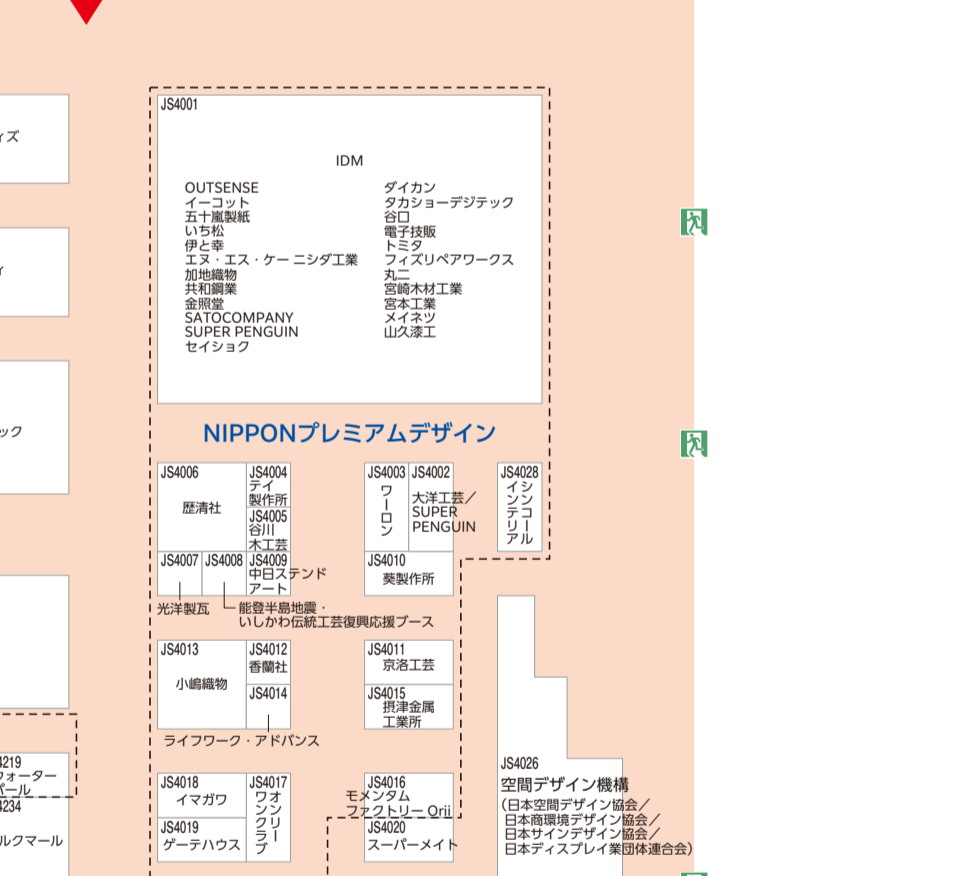 JS4001
IDM
OUTSENSE
イーコット
五十嵐製紙
いち松
伊と幸
エヌ・エス・ケー ニシダ工業
加地織物
共和鋼業
金照堂
SATOCOMPANY
SUPER PENGUIN
セイショク
ダイカン
タカショーデジテック
谷口
電子技販
トミタ
フィズリペアワークス
丸二
宮崎木材工業
宮本工業
メイネツ
山久漆工
ィズ
ィ
ック
NIPPONプレミアムデザイン
JS4006
歴清社
JS4004
テイ
製作所
JS4005
谷川
木工芸
JS4007
光洋製瓦
JS4008
能登半島地震・
いしかわ伝統工芸復興応援ブース
JS4009
中日ステンド
アート
JS4003
ワーロン
JS4002
大洋工芸／
SUPER
PENGUIN
JS4010
葵製作所
JS4028
シンコール
インテリア
JS4013
小嶋織物
JS4012
香蘭社
JS4014
ライフワーク・アドバンス
JS4011
京洛工芸
JS4015
摂津金属
工業所
JS4018
イマガワ
JS4019
ゲーテハウス
JS4017
オンリー
ワンクラブ
JS4016
モメンタム
ファクトリー Orii
JS4020
スーパーメイト
JS4026
空間デザイン機構
（日本空間デザイン協会／
日本商環境デザイン協会／
日本サインデザイン協会／
日本ディスプレイ業団体連合会）
4219
ウォーター
パール
4234
ルクマール